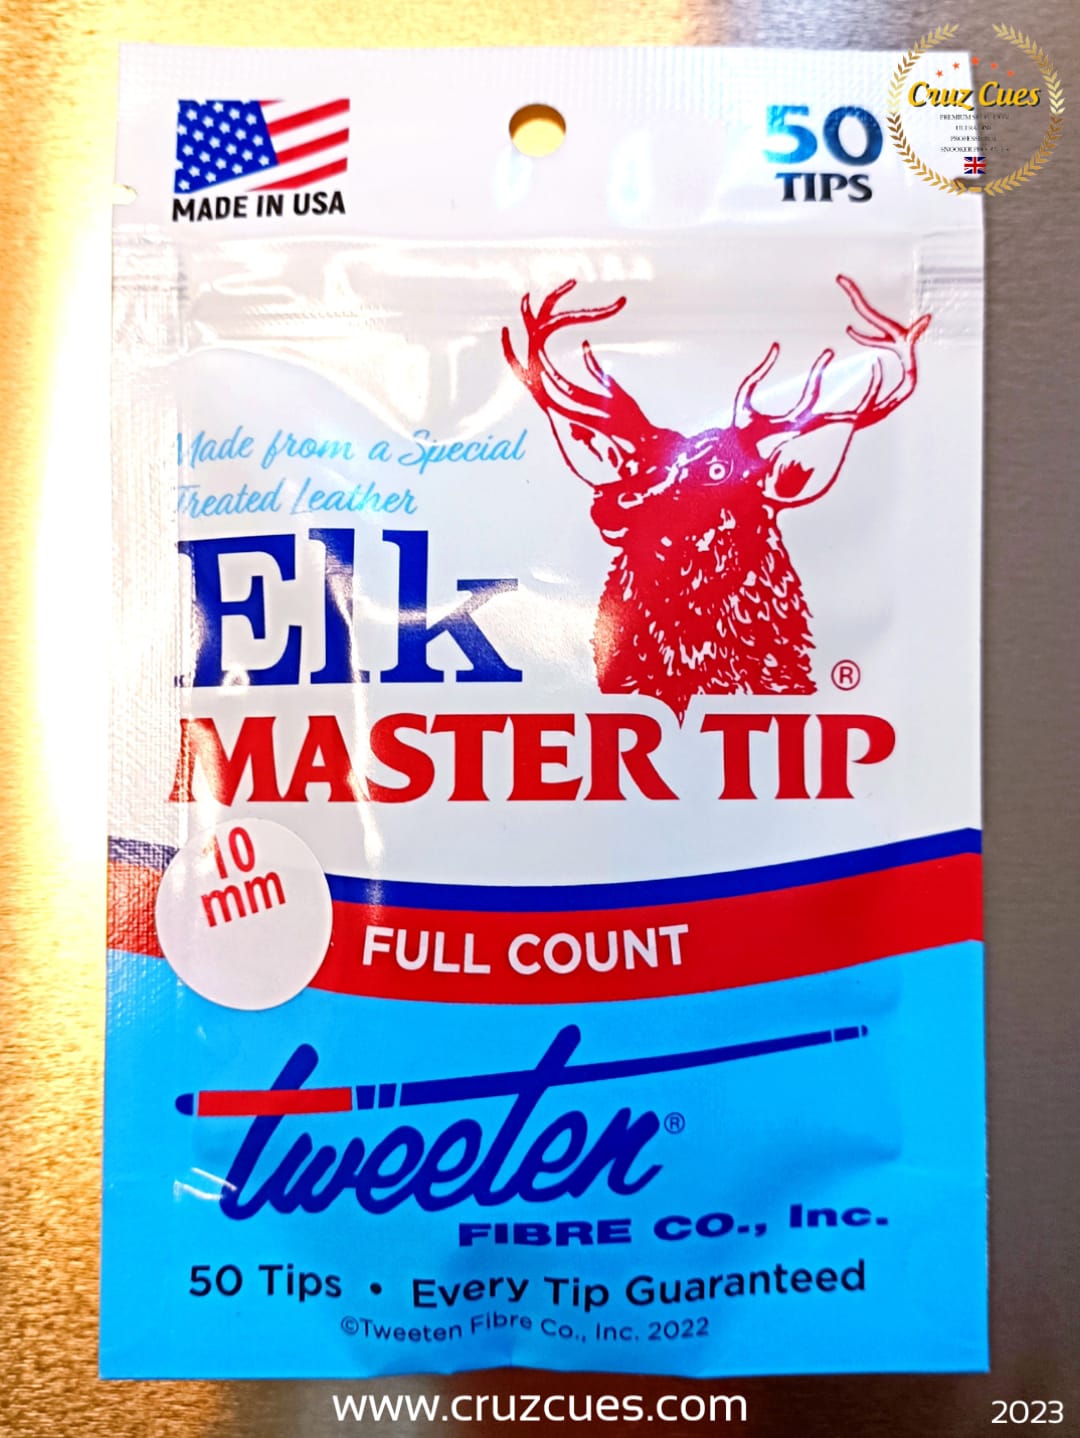 MADE IN USA
50
TIPS
Cruz Cues
Made from a Special
Treated Leather
Elk
®
MASTER TIP
10
mm
FULL COUNT
tweeten®
FIBRE CO., Inc.
50 Tips • Every Tip Guaranteed
©Tweeten Fibre Co., Inc. 2022
www.cruzcues.com
2023